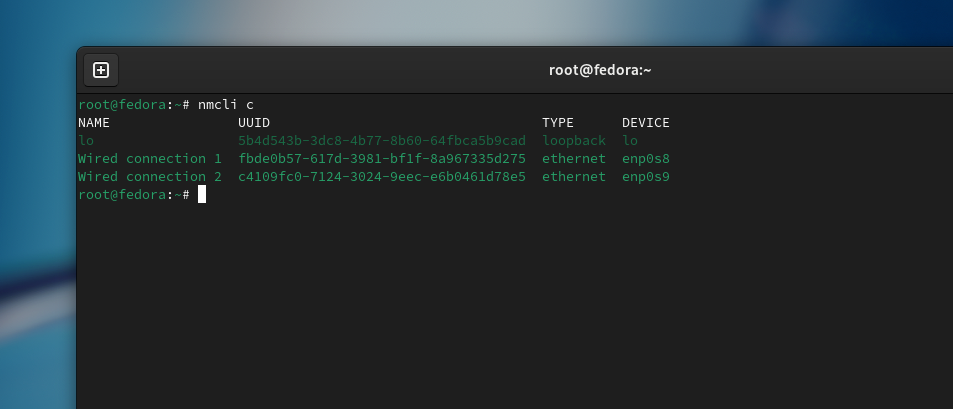 root@fedora:~
root@fedora:~# nmcli c
NAME                UUID                                  TYPE      DEVICE
lo                  5b4d543b-3dc8-4b77-8b60-64fbca5b9cad  loopback  lo
Wired connection 1  fbde0b57-617d-3981-bf1f-8a967335d275  ethernet  enp0s8
Wired connection 2  c4109fc0-7124-3024-9eec-e6b0461d78e5  ethernet  enp0s9
root@fedora:~#